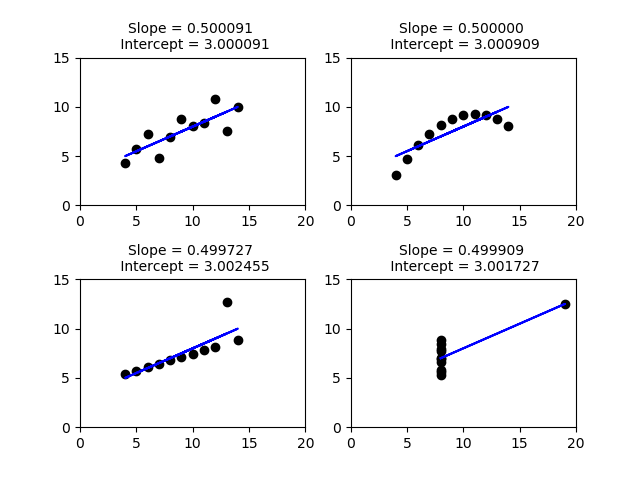 Slope = 0.500091
Intercept = 3.000091
15
10
5
0
0 5 10 15 20
Slope = 0.500000
Intercept = 3.000909
15
10
5
0
0 5 10 15 20
Slope = 0.499727
Intercept = 3.002455
15
10
5
0
0 5 10 15 20
Slope = 0.499909
Intercept = 3.001727
15
10
5
0
0 5 10 15 20